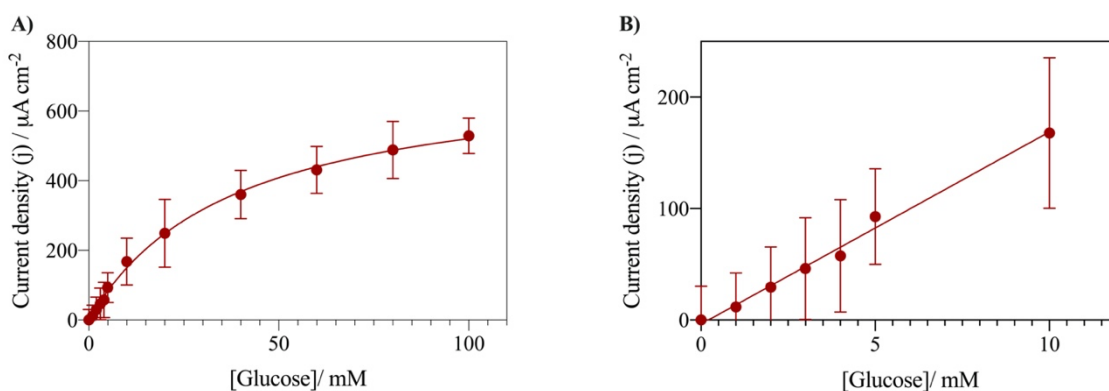 A)
Current density (j) / μA cm⁻²
800
600
400
200
0
0
50
100
[Glucose]/ mM
B)
Current density (j) / μA cm⁻²
200
100
0
0
5
10
[Glucose]/ mM